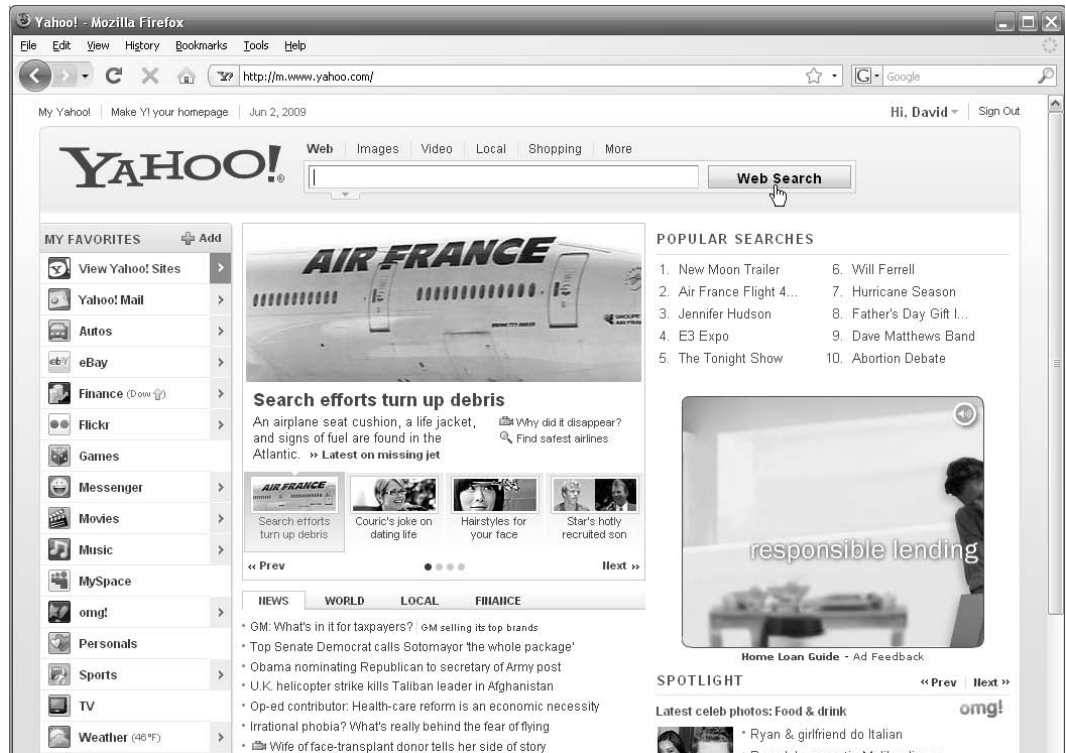 Yahoo! - Mozilla Firefox
File Edit View History Bookmarks Tools Help
http://m.www.yahoo.com/
Google
My Yahoo! Make Y! your homepage Jun 2, 2009
Hi, David Sign Out
YAHOO!
Web Images Video Local Shopping More
Web Search
MY FAVORITES Add
View Yahoo! Sites
Yahoo! Mail
Autos
eBay
Finance (Dow)
Flickr
Games
Messenger
Movies
Music
MySpace
omg!
Personals
Sports
TV
Weather (46°F)
AIR FRANCE
Search efforts turn up debris
An airplane seat cushion, a life jacket,
and signs of fuel are found in the
Atlantic. » Latest on missing jet
Why did it disappear?
Find safest airlines
AIR FRANCE
Search efforts
turn up debris
Couric's joke on
dating life
Hairstyles for
your face
Star's hotly
recruited son
« Prev Next »
NEWS WORLD LOCAL FINANCE
• GM: What's in it for taxpayers? | GM selling its top brands
• Top Senate Democrat calls Sotomayor 'the whole package'
• Obama nominating Republican to secretary of Army post
• U.K. helicopter strike kills Taliban leader in Afghanistan
• Op-ed contributor: Health-care reform is an economic necessity
• Irrational phobia? What's really behind the fear of flying
• Wife of face-transplant donor tells her side of story
POPULAR SEARCHES
1. New Moon Trailer
2. Air France Flight 4...
3. Jennifer Hudson
4. E3 Expo
5. The Tonight Show
6. Will Ferrell
7. Hurricane Season
8. Father's Day Gift I...
9. Dave Matthews Band
10. Abortion Debate
responsible lending
Home Loan Guide - Ad Feedback
SPOTLIGHT « Prev Next »
Latest celeb photos: Food & drink
omg!
• Ryan & girlfriend do Italian